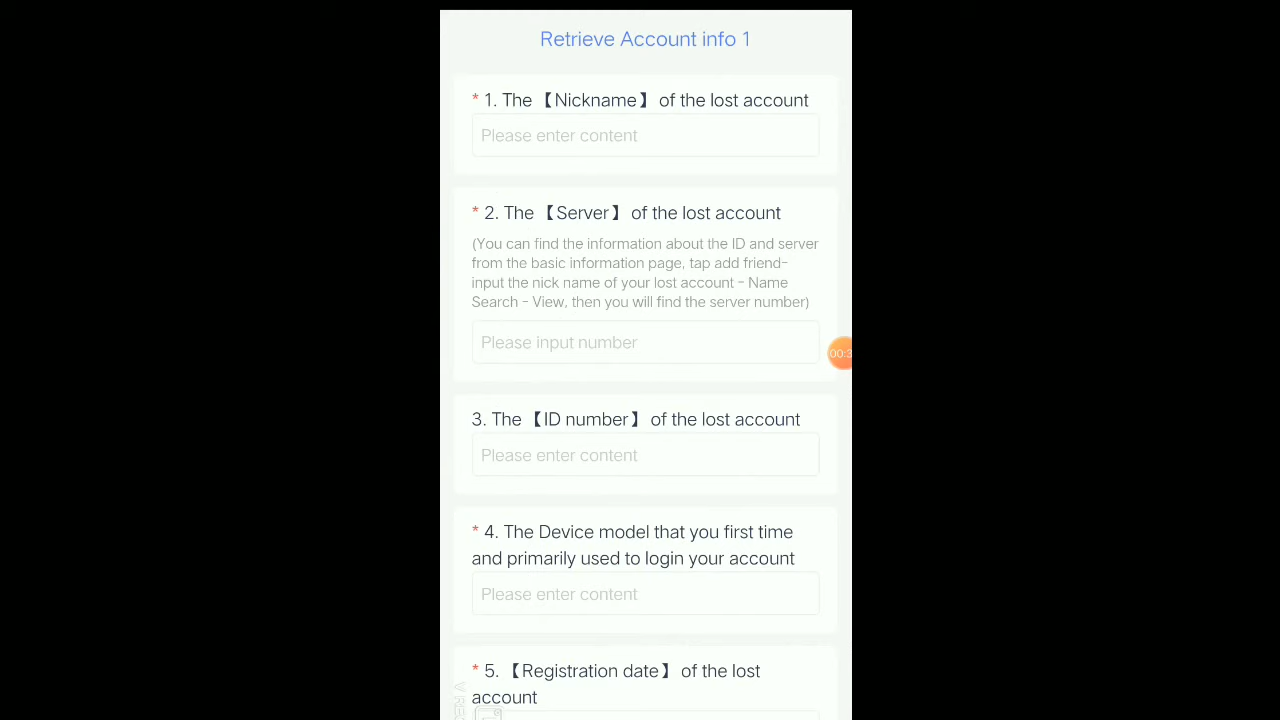 Retrieve Account info 1
* 1. The 【Nickname】 of the lost account
Please enter content
* 2. The 【Server】 of the lost account
(You can find the information about the ID and server
from the basic information page, tap add friend-
input the nick name of your lost account - Name
Search - View, then you will find the server number)
Please input number
00:3
3. The 【ID number】 of the lost account
Please enter content
* 4. The Device model that you first time
and primarily used to login your account
Please enter content
* 5. 【Registration date】 of the lost
account